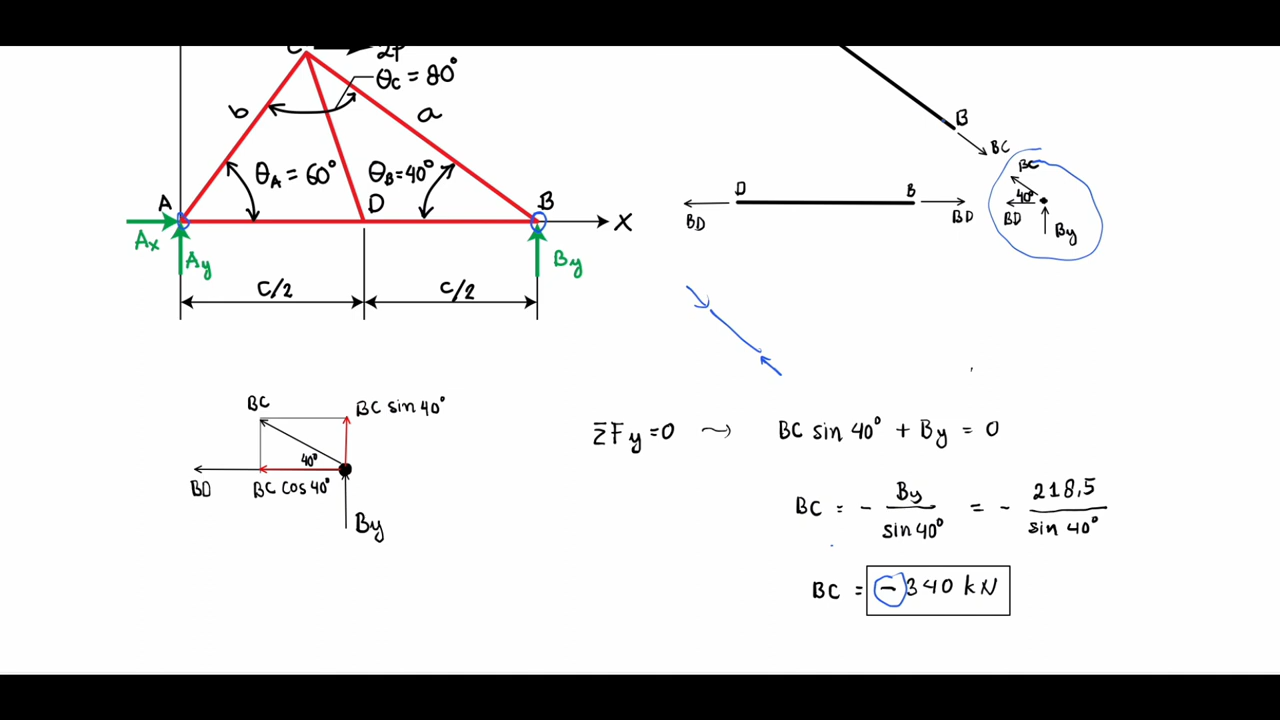 C 2P
θc = 80°
b
a
θA = 60°
θB = 40°
A
D
B
X
Ax
Ay
By
C/2
C/2
B
BC
D
B
BD
BD
BC
40°
BD
By
BC
BC sin 40°
40°
BD
BC cos 40°
By
ΣFy = 0 ⤳ BC sin 40° + By = 0
BC = - By / sin 40° = - 218,5 / sin 40°
BC = -340 kN